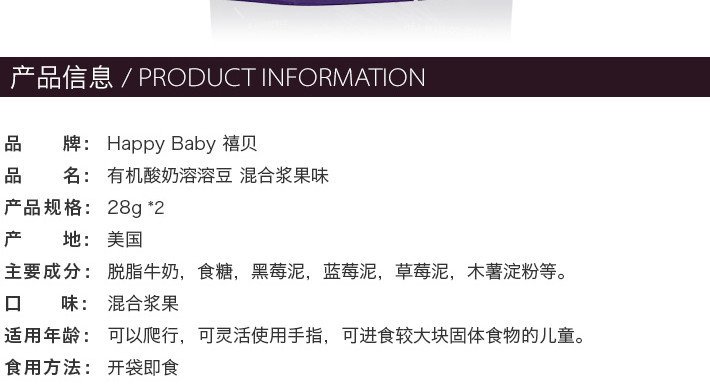 产品信息 / PRODUCT INFORMATION
品 牌： Happy Baby 禧贝
品 名： 有机酸奶溶溶豆 混合浆果味
产品规格： 28g *2
产 地： 美国
主要成分： 脱脂牛奶，食糖，黑莓泥，蓝莓泥，草莓泥，木薯淀粉等。
口 味： 混合浆果
适用年龄： 可以爬行，可灵活使用手指，可进食较大块固体食物的儿童。
食用方法： 开袋即食